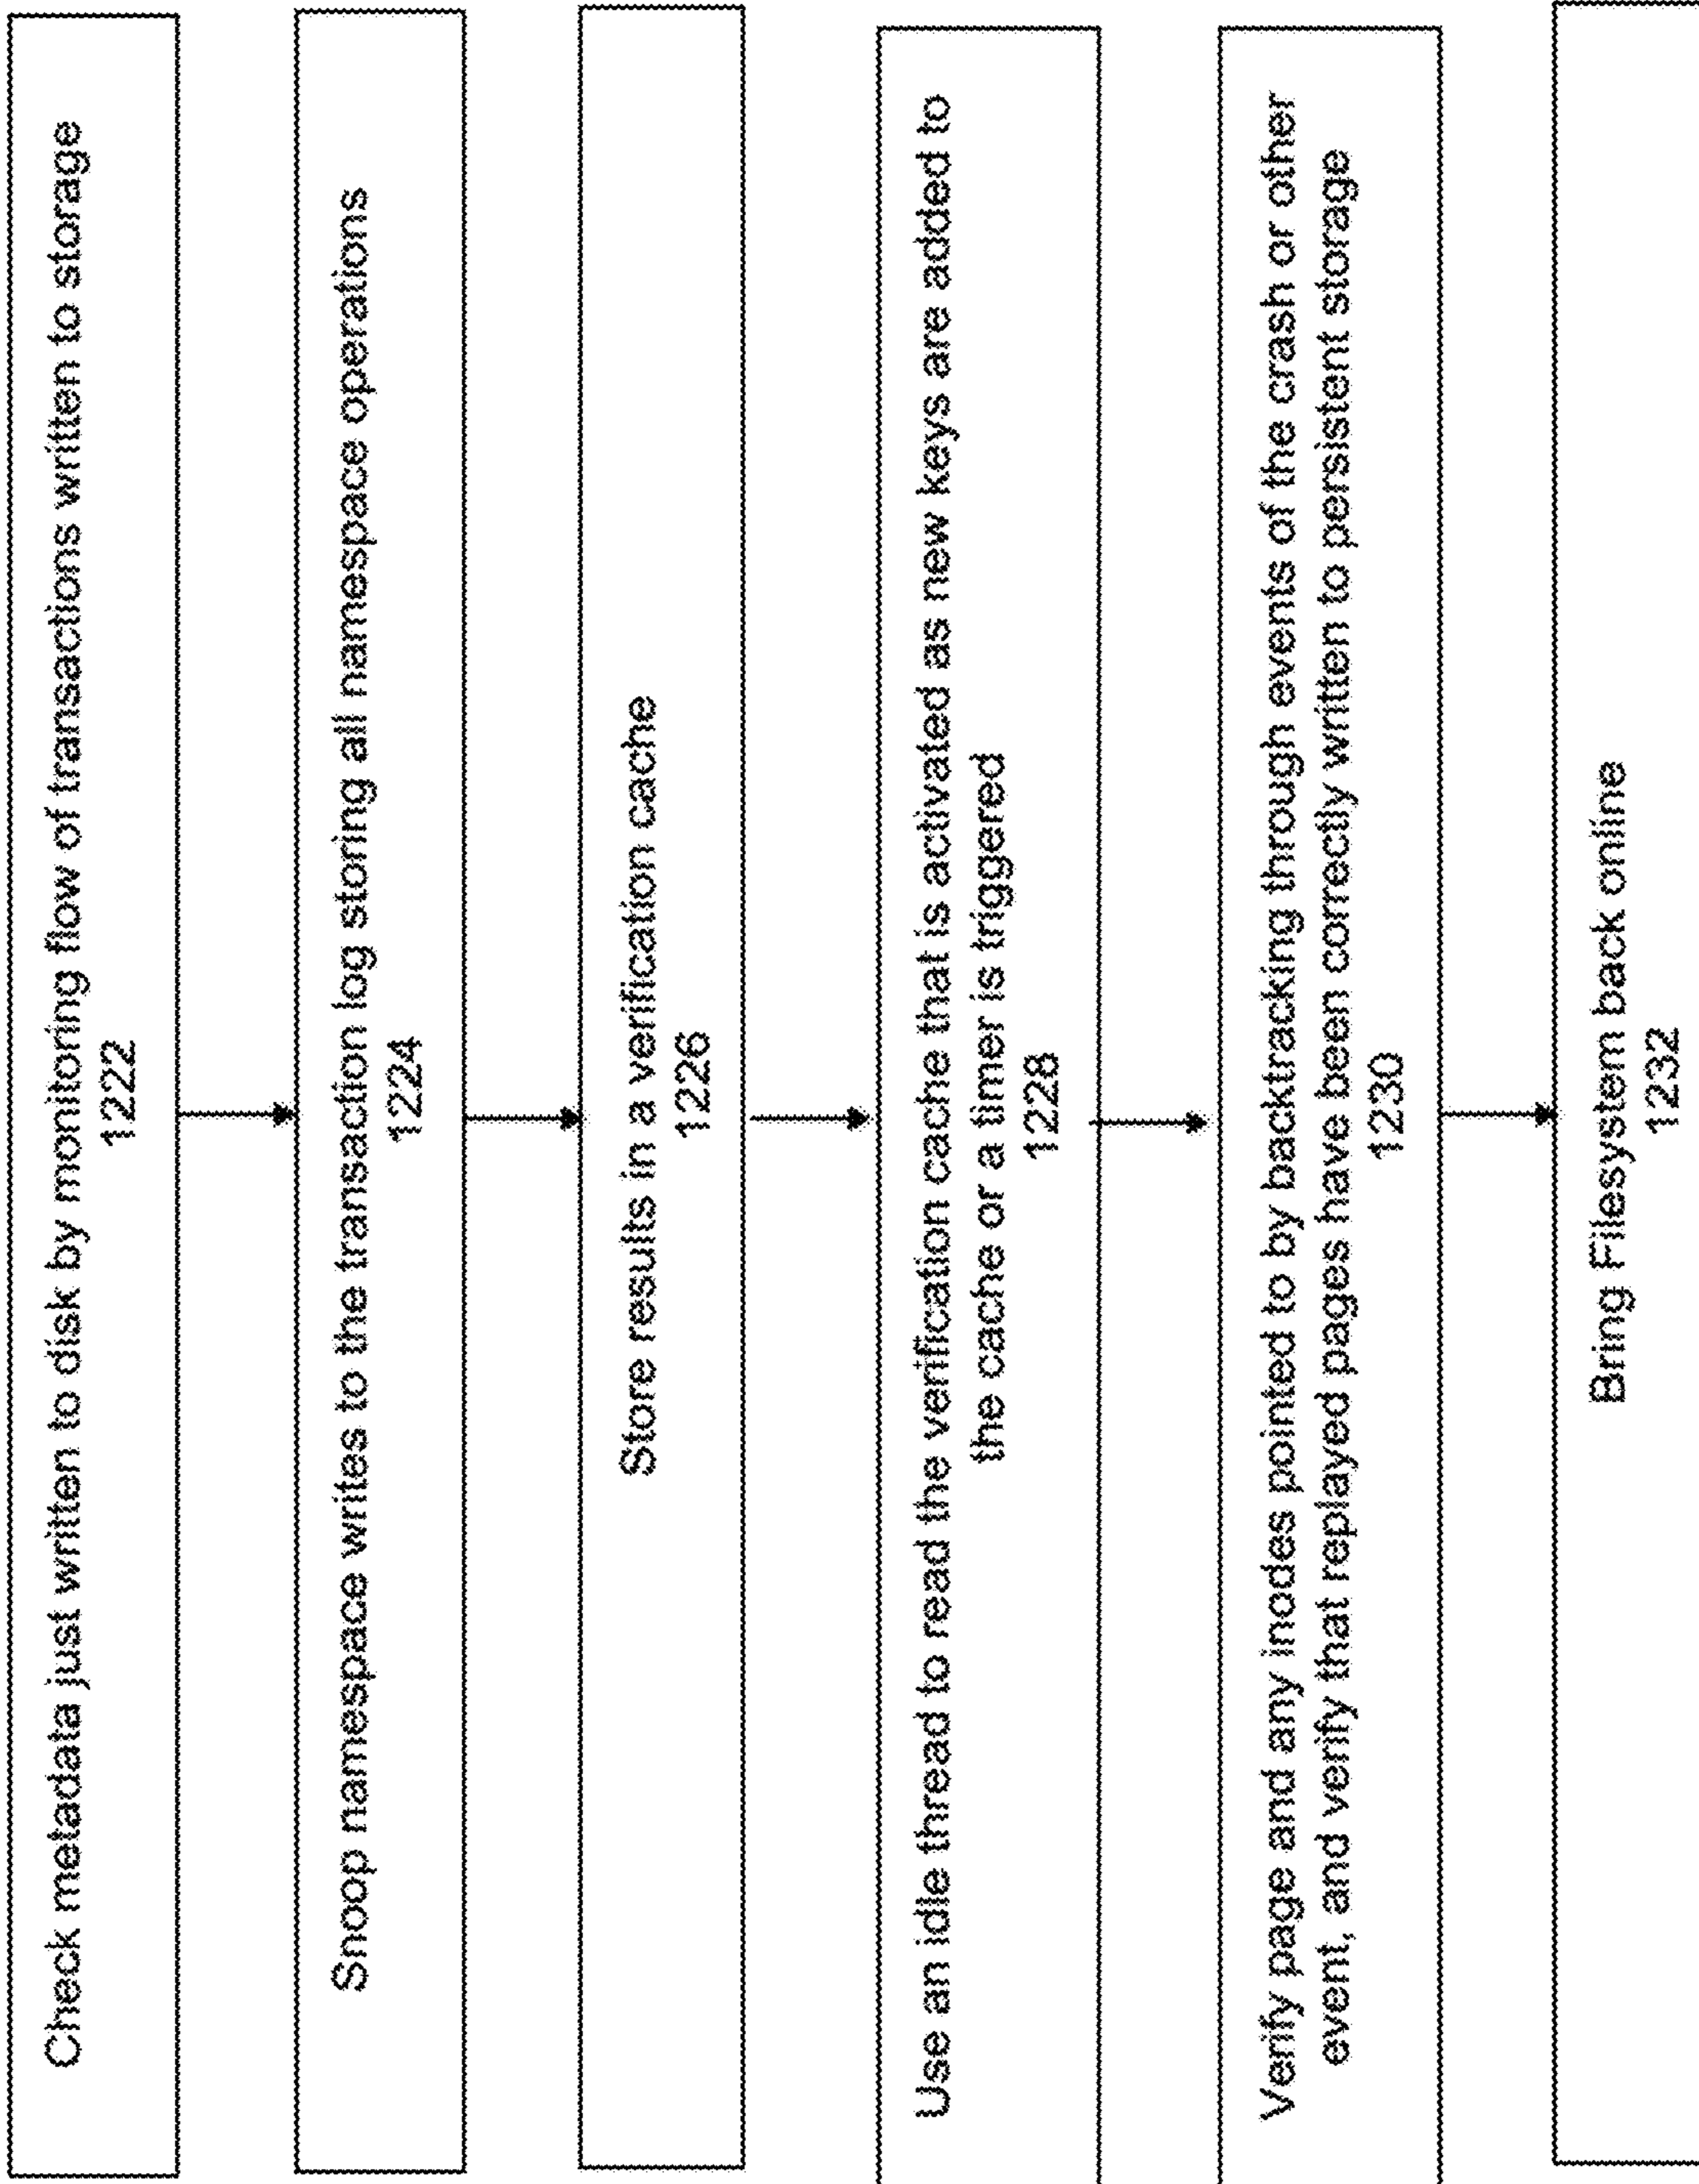 Check metadata just written to disk by monitoring flow of transactions written to storage
1222
Snoop namespace writes to the transaction log storing all namespace operations
1224
Store results in a verification cache
1226
Use an idle thread to read the verification cache that is activated as new keys are added to
the cache or a timer is triggered
1228
Verify page and any inodes pointed to by backtracking through events of the crash or other
event, and verify that replayed pages have been correctly written to persistent storage
1230
Bring Filesystem back online
1232